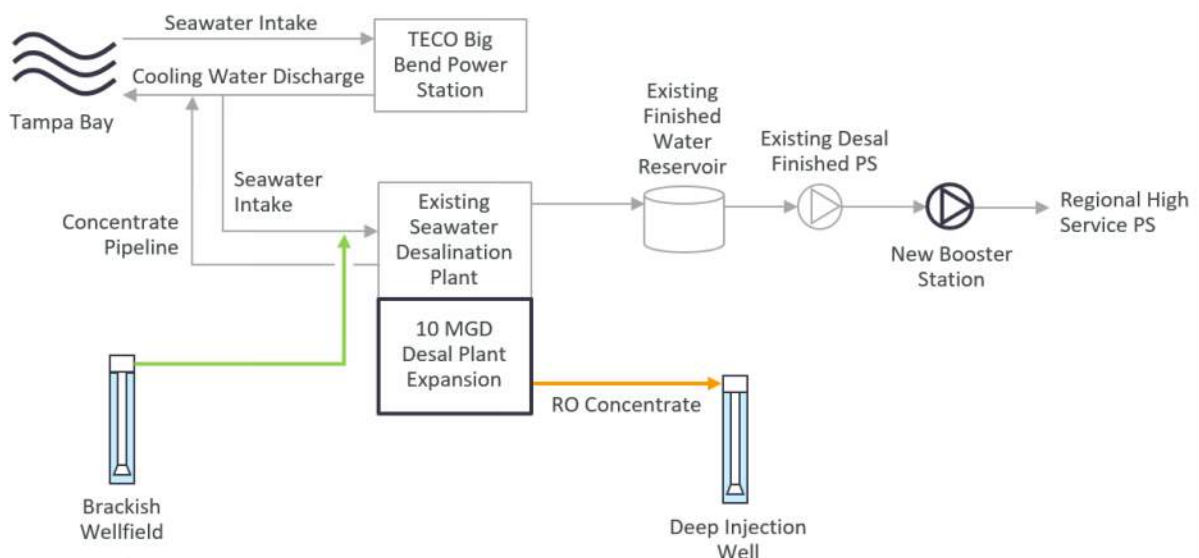 Seawater Intake
TECO Big
Bend Power
Station
Cooling Water Discharge
Tampa Bay
Existing
Finished
Water
Reservoir
Existing Desal
Finished PS
Seawater
Intake
Concentrate
Pipeline
Existing
Seawater
Desalination
Plant
Regional High
Service PS
New Booster
Station
10 MGD
Desal Plant
Expansion
RO Concentrate
Brackish
Wellfield
Deep Injection
Well